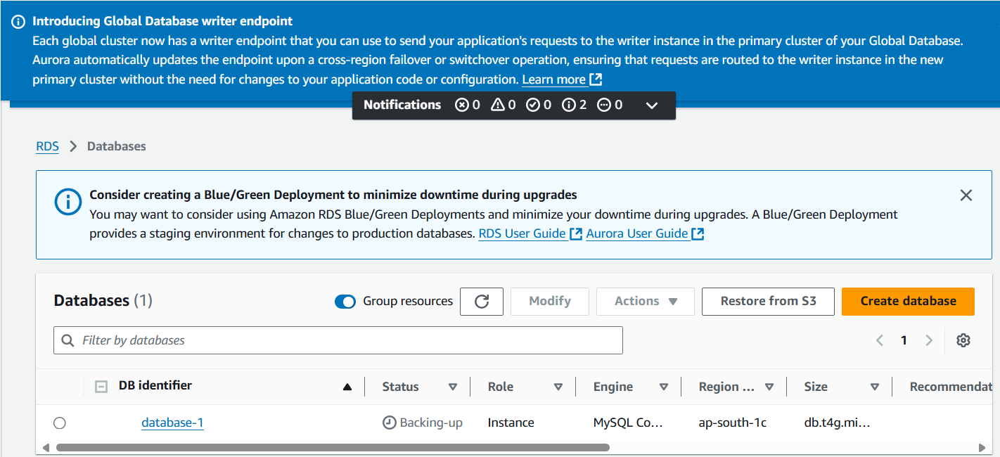 Introducing Global Database writer endpoint
Each global cluster now has a writer endpoint that you can use to send your application's requests to the writer instance in the primary cluster of your Global Database.
Aurora automatically updates the endpoint upon a cross-region failover or switchover operation, ensuring that requests are routed to the writer instance in the new
primary cluster without the need for changes to your application code or configuration. Learn more
Notifications 0 0 0 2 0
RDS > Databases
Consider creating a Blue/Green Deployment to minimize downtime during upgrades
You may want to consider using Amazon RDS Blue/Green Deployments and minimize your downtime during upgrades. A Blue/Green Deployment
provides a staging environment for changes to production databases. RDS User Guide Aurora User Guide
Databases (1) Group resources Modify Actions Restore from S3 Create database
Filter by databases 1
DB identifier Status Role Engine Region ... Size Recommendat
database-1 Backing-up Instance MySQL Co... ap-south-1c db.t4g.mi...